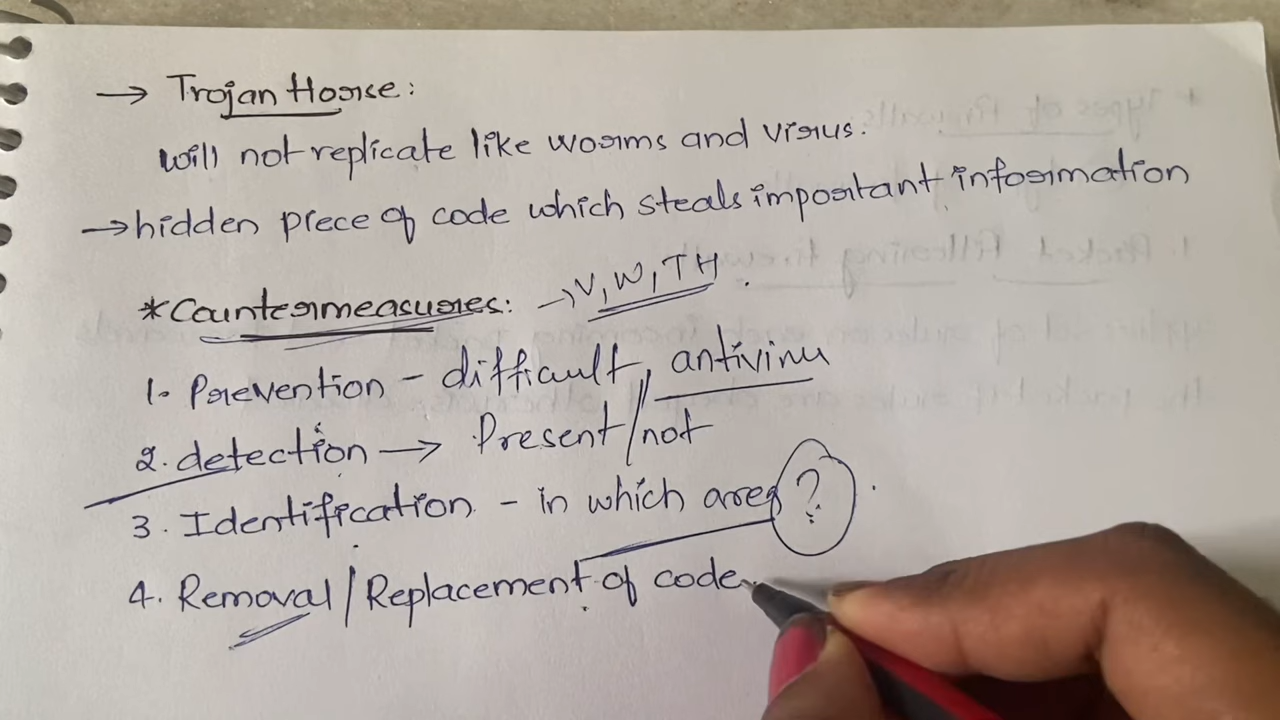 → Trojan Horse:
will not replicate like worms and virus.
→ hidden piece of code which steals important information
*Countermeasures: → V, W, TH.
1. Prevention - difficult, antiviru
2. detection → Present/not
3. Identification - in which area ?
4. Removal/Replacement of code